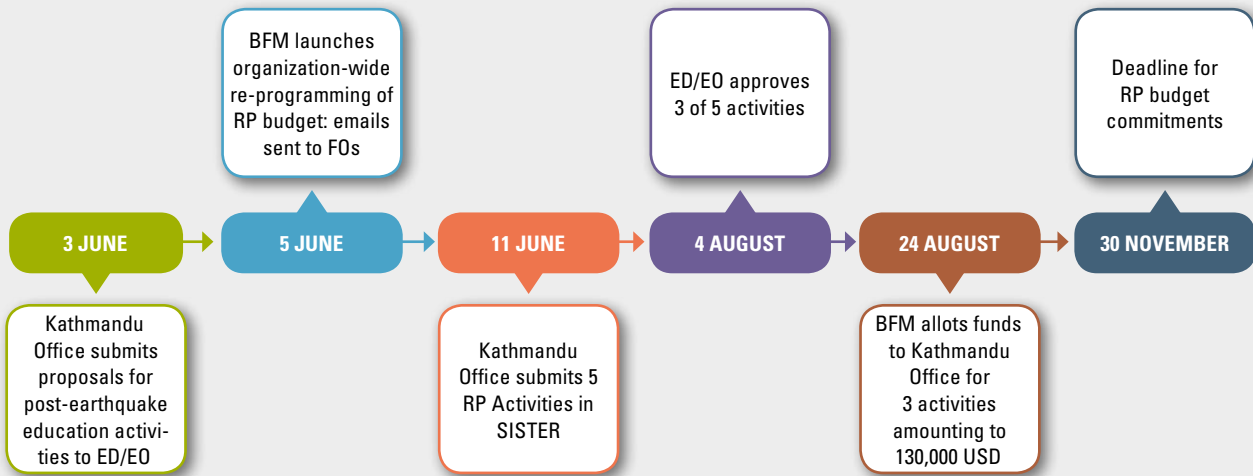 BFM launches
organization-wide
re-programming of
RP budget: emails
sent to FOs
ED/EO approves
3 of 5 activities
Deadline for
RP budget
commitments
3 JUNE
5 JUNE
11 JUNE
4 AUGUST
24 AUGUST
30 NOVEMBER
Kathmandu
Office submits
proposals for
post-earthquake
education activi-
ties to ED/EO
Kathmandu
Office submits 5
RP Activities in
SISTER
BFM allots funds
to Kathmandu
Office for
3 activities
amounting to
130,000 USD